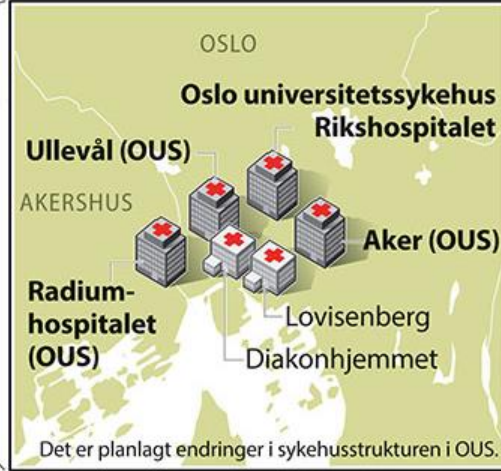 OSLO
Oslo universitetssykehus
Rikshospitalet
Ullevål (OUS)
AKERSHUS
Aker (OUS)
Radium-
hospitalet
(OUS)
Lovisenberg
Diakonhjemmet
Det er planlagt endringer i sykehusstrukturen i OUS.